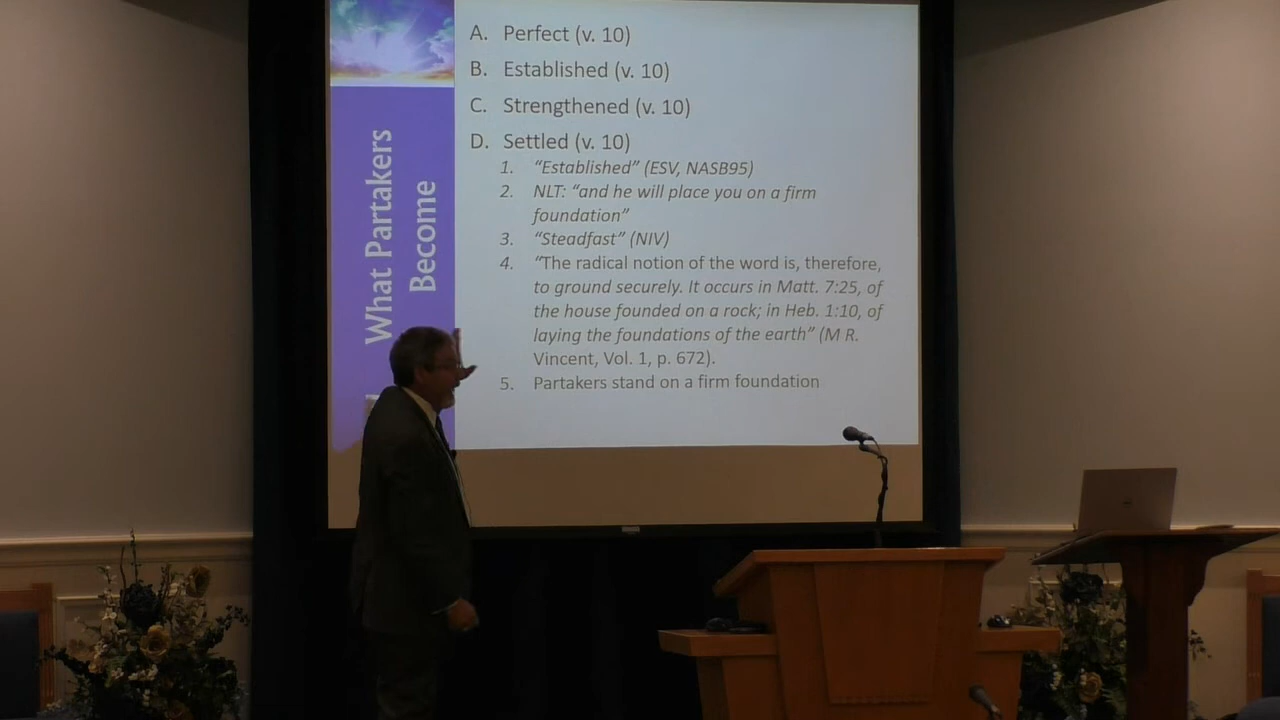 What Partakers
Become
A. Perfect (v. 10)
B. Established (v. 10)
C. Strengthened (v. 10)
D. Settled (v. 10)
1. “Established” (ESV, NASB95)
2. NLT: “and he will place you on a firm
foundation”
3. “Steadfast” (NIV)
4. “The radical notion of the word is, therefore,
to ground securely. It occurs in Matt. 7:25, of
the house founded on a rock; in Heb. 1:10, of
laying the foundations of the earth” (M R.
Vincent, Vol. 1, p. 672).
5. Partakers stand on a firm foundation